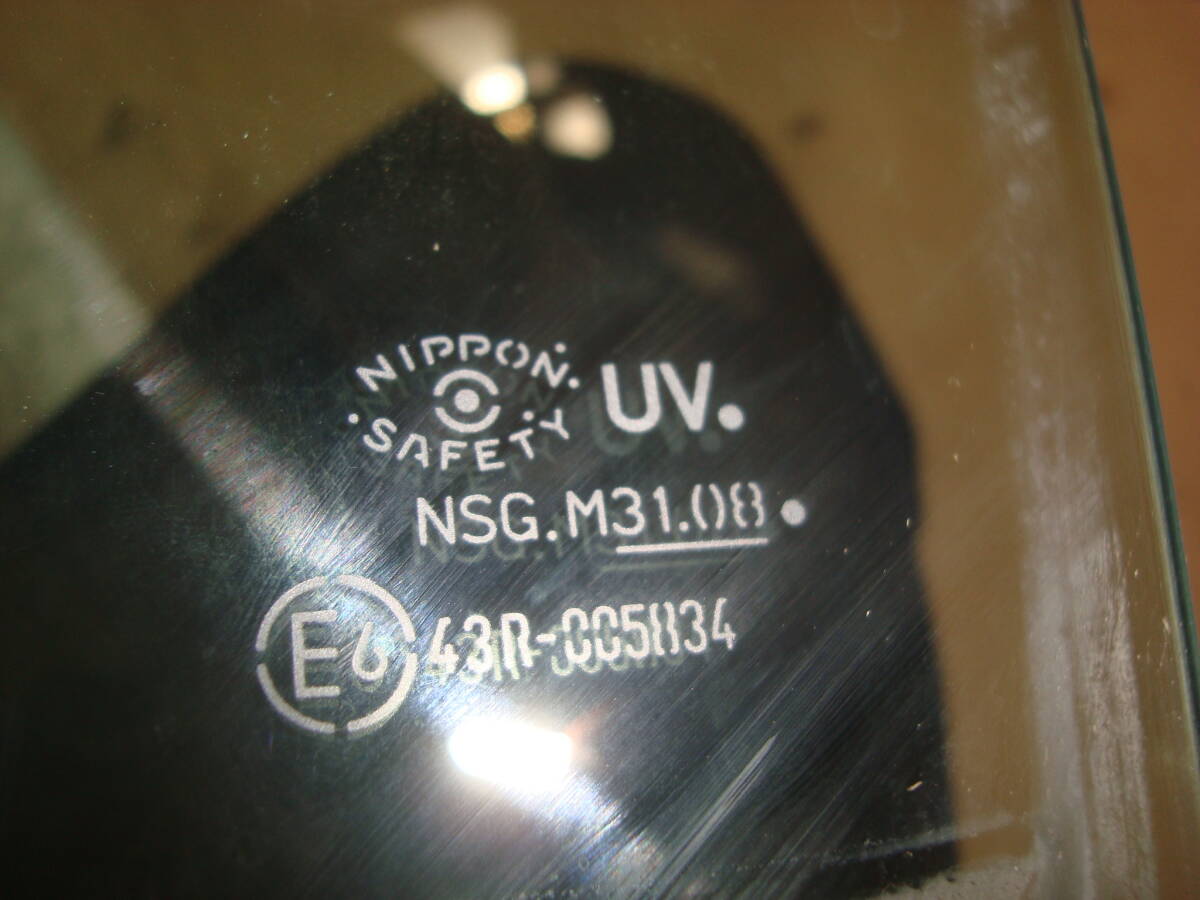 NIPPON UV.
SAFETY
NSG.M31.08
E6 43R-005834